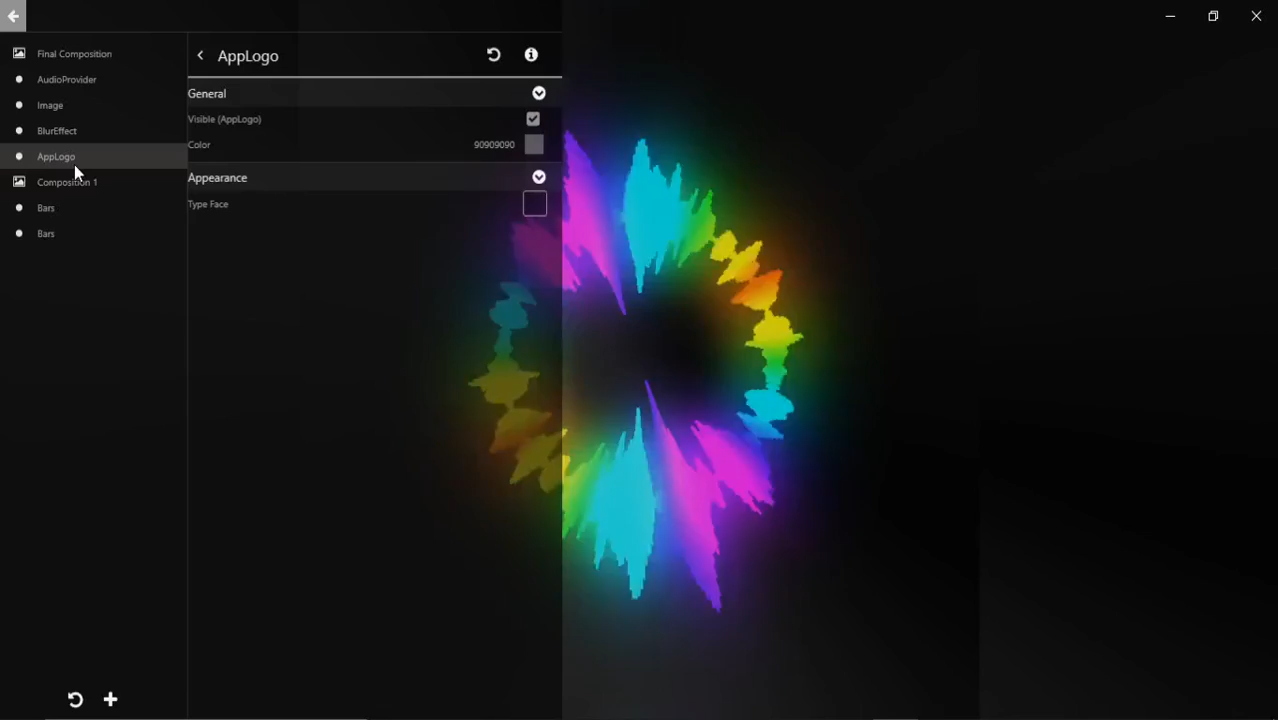 Final Composition
AudioProvider
Image
BlurEffect
AppLogo
Composition 1
Bars
Bars
AppLogo
General
Visible (AppLogo)
Color 90909090
Appearance
Type Face